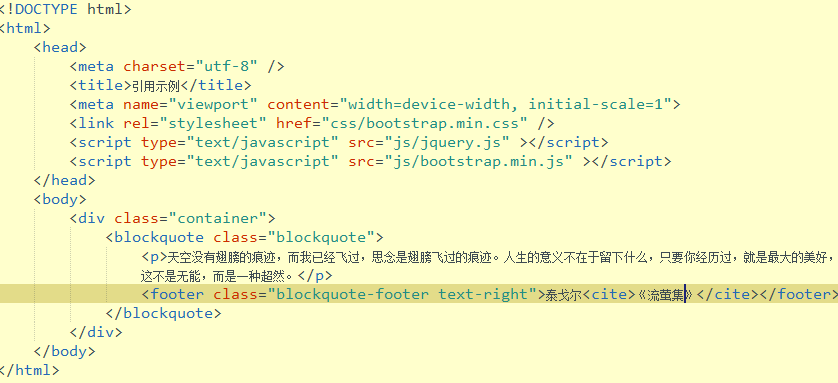 <!DOCTYPE html>
<html>
<head>
<meta charset="utf-8" />
<title>引用示例</title>
<meta name="viewport" content="width=device-width, initial-scale=1">
<link rel="stylesheet" href="css/bootstrap.min.css" />
<script type="text/javascript" src="js/jquery.js" ></script>
<script type="text/javascript" src="js/bootstrap.min.js" ></script>
</head>
<body>
<div class="container">
<blockquote class="blockquote">
<p>天空没有翅膀的痕迹，而我已经飞过，思念是翅膀飞过的痕迹。人生的意义不在于留下什么，只要你经历过，就是最大的美好，
这不是无能，而是一种超然。</p>
<footer class="blockquote-footer text-right">泰戈尔<cite>《流萤集》</cite></footer>
</blockquote>
</div>
</body>
</html>